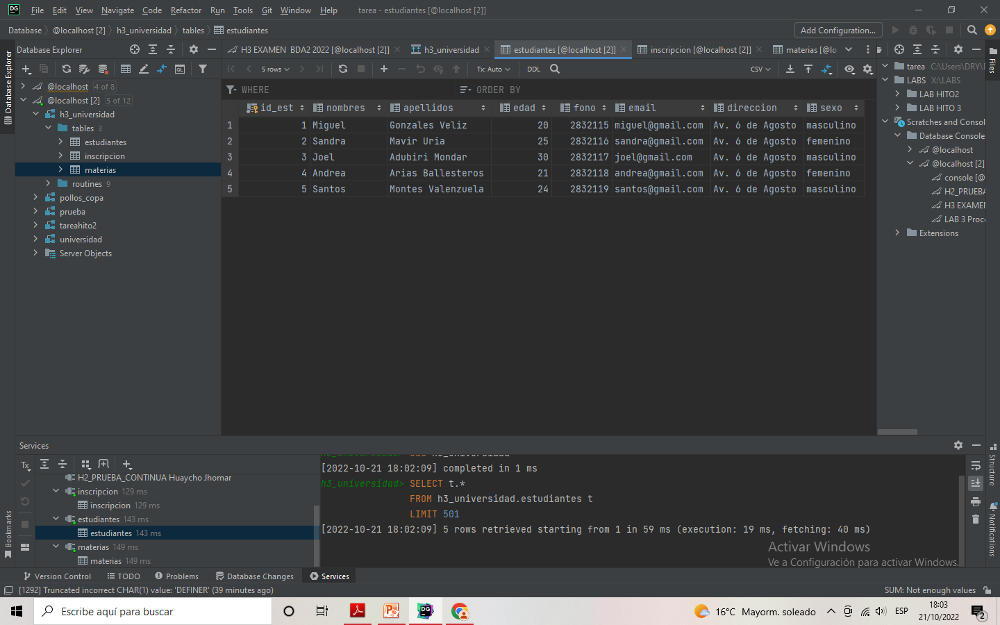 DG File Edit View Navigate Code Refactor Run Tools Git Window Help tarea - estudiantes [@localhost [2]]
Database @localhost [2] h3_universidad tables estudiantes Add Configuration...
Database Explorer
H3 EXAMEN BDA2 2022 [@localhost [2]] h3_universidad estudiantes [@localhost [2]] inscripcion [@localhost [2]] materias [@lo
5 rows Tx: Auto DDL CSV
WHERE ORDER BY
Database Explorer
@localhost 4 of 8
@localhost [2] 5 of 12
h3_universidad
tables 3
estudiantes
inscripcion
materias
routines 9
pollos_copa
prueba
tareahito2
universidad
Server Objects
id_est nombres apellidos edad fono email direccion sexo
1 1 Miguel Gonzales Veliz 20 2832115 miguel@gmail.com Av. 6 de Agosto masculino
2 2 Sandra Mavir Uria 25 2832116 sandra@gmail.com Av. 6 de Agosto femenino
3 3 Joel Adubiri Mondar 30 2832117 joel@gmail.com Av. 6 de Agosto masculino
4 4 Andrea Arias Ballesteros 21 2832118 andrea@gmail.com Av. 6 de Agosto femenino
5 5 Santos Montes Valenzuela 24 2832119 santos@gmail.com Av. 6 de Agosto masculino
tarea C:\Users\DRY\
LABS X:\LABS
LAB HITO2
LAB HITO 3
Scratches and Consol
Database Console
@localhost
@localhost [2]
console [@
H2_PRUEBA
H3 EXAMEN
LAB 3 Proc
Extensions
Files
Services
Tx
H2_PRUEBA_CONTINUA Huaycho Jhomar
inscripcion 129 ms
inscripcion 129 ms
estudiantes 143 ms
estudiantes 143 ms
materias 149 ms
materias 149 ms
[2022-10-21 18:02:09] completed in 1 ms
h3_universidad> SELECT t.*
FROM h3_universidad.estudiantes t
LIMIT 501
[2022-10-21 18:02:09] 5 rows retrieved starting from 1 in 59 ms (execution: 19 ms, fetching: 40 ms)
Activar Windows
Ve a Configuración para activar Windows.
Structure
Notifications
Bookmarks
Version Control TODO Problems Database Changes Services
[1292] Truncated incorrect CHAR(1) value: 'DEFINER' (39 minutes ago) SUM: Not enough values
Escribe aquí para buscar DG 16°C Mayorm. soleado ESP 18:03
21/10/2022 2